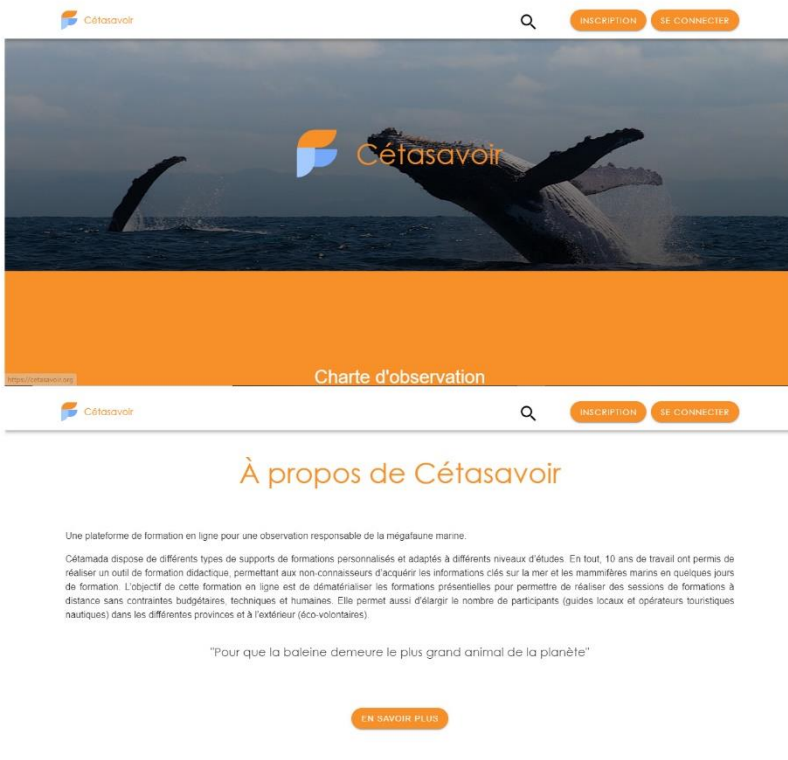 Cétasavoir
INSCRIPTION SE CONNECTER
Cétasavoir
Charte d'observation
https://cetasavoir.org
Cétasavoir
INSCRIPTION SE CONNECTER
À propos de Cétasavoir
Une plateforme de formation en ligne pour une observation responsable de la mégafaune marine.
Cétamada dispose de différents types de supports de formations personnalisés et adaptés à différents niveaux d'études. En tout, 10 ans de travail ont permis de
réaliser un outil de formation didactique, permettant aux non-connaisseurs d'acquérir les informations clés sur la mer et les mammifères marins en quelques jours
de formation. L'objectif de cette formation en ligne est de dématérialiser les formations présentielles pour permettre de réaliser des sessions de formations à
distance sans contraintes budgétaires, techniques et humaines. Elle permet aussi d'élargir le nombre de participants (guides locaux et opérateurs touristiques
nautiques) dans les différentes provinces et à l'extérieur (éco-volontaires).
"Pour que la baleine demeure le plus grand animal de la planète"
EN SAVOIR PLUS